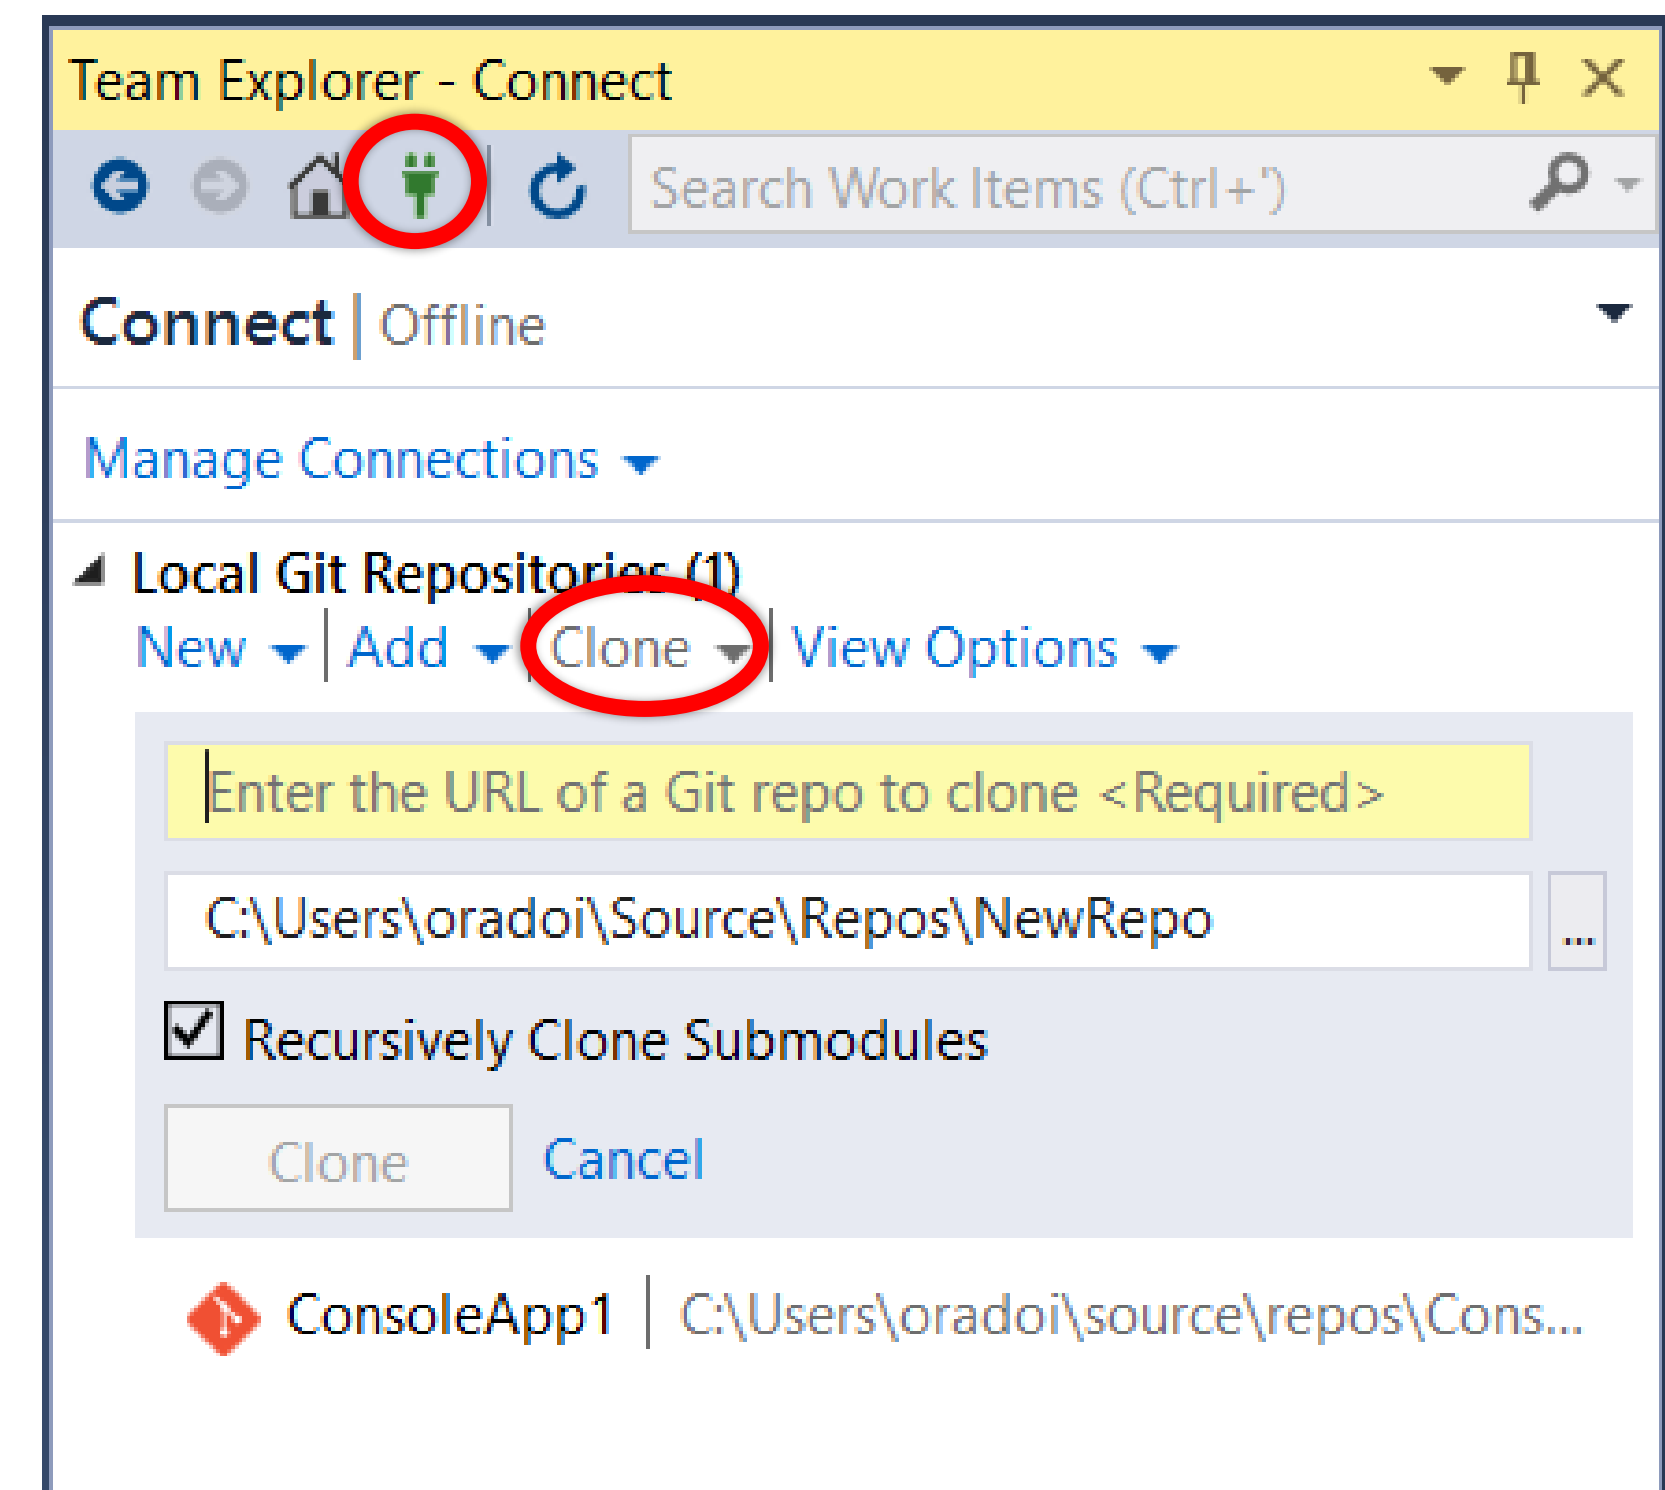 Team Explorer - Connect
Search Work Items (Ctrl+')
Connect | Offline
Manage Connections
Local Git Repositories (1)
New | Add | Clone | View Options
Enter the URL of a Git repo to clone <Required>
C:\Users\oradoi\Source\Repos\NewRepo
...
Recursively Clone Submodules
Clone Cancel
ConsoleApp1 | C:\Users\oradoi\source\repos\Cons...